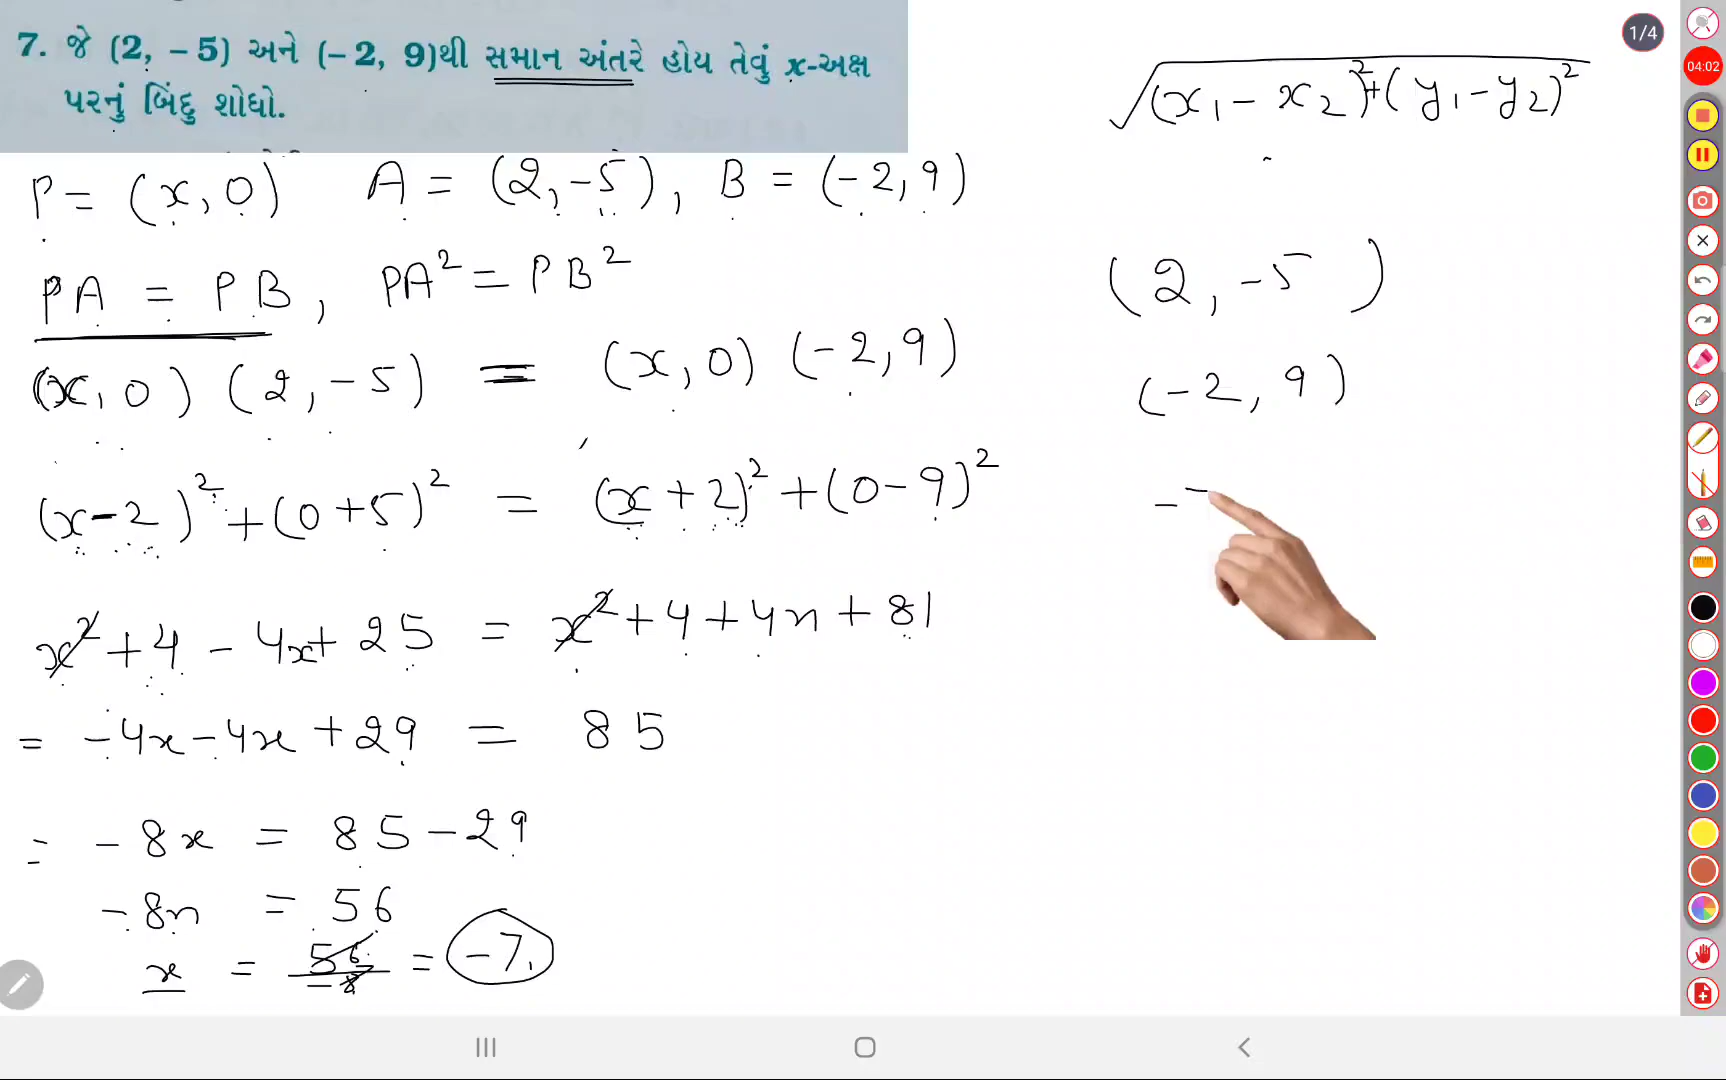 7. જે (2, – 5) અને (– 2, 9)થી સમાન અંતરે હોય તેવું x-અક્ષ
પરનું બિંદુ શોધો.
P = (x, 0) A = (2, -5), B = (-2, 9)
PA = PB, PA² = PB²
(x, 0) (2, -5) = (x, 0) (-2, 9)
(x-2)² + (0+5)² = (x+2)² + (0-9)²
x² + 4 - 4x + 25 = x² + 4 + 4x + 81
= -4x - 4x + 29 = 85
= -8x = 85 - 29
-8x = 56
x = 56/-8 = -7.
√(x₁ - x₂)² + (y₁ - y₂)²
(2, -5)
(-2, 9)
-7
1/4
04:02